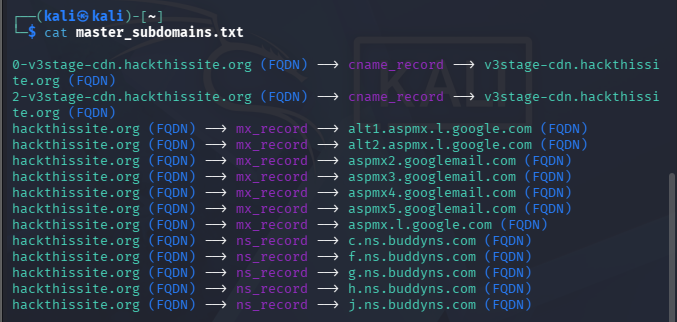 ┌──(kali㉿kali)-[~]
└─$ cat master_subdomains.txt
0-v3stage-cdn.hackthissite.org (FQDN) → cname_record → v3stage-cdn.hackthissi
te.org (FQDN)
2-v3stage-cdn.hackthissite.org (FQDN) → cname_record → v3stage-cdn.hackthissi
te.org (FQDN)
hackthissite.org (FQDN) → mx_record → alt1.aspmx.l.google.com (FQDN)
hackthissite.org (FQDN) → mx_record → alt2.aspmx.l.google.com (FQDN)
hackthissite.org (FQDN) → mx_record → aspmx2.googlemail.com (FQDN)
hackthissite.org (FQDN) → mx_record → aspmx3.googlemail.com (FQDN)
hackthissite.org (FQDN) → mx_record → aspmx4.googlemail.com (FQDN)
hackthissite.org (FQDN) → mx_record → aspmx5.googlemail.com (FQDN)
hackthissite.org (FQDN) → mx_record → aspmx.l.google.com (FQDN)
hackthissite.org (FQDN) → ns_record → c.ns.buddyns.com (FQDN)
hackthissite.org (FQDN) → ns_record → f.ns.buddyns.com (FQDN)
hackthissite.org (FQDN) → ns_record → g.ns.buddyns.com (FQDN)
hackthissite.org (FQDN) → ns_record → h.ns.buddyns.com (FQDN)
hackthissite.org (FQDN) → ns_record → j.ns.buddyns.com (FQDN)
KALI